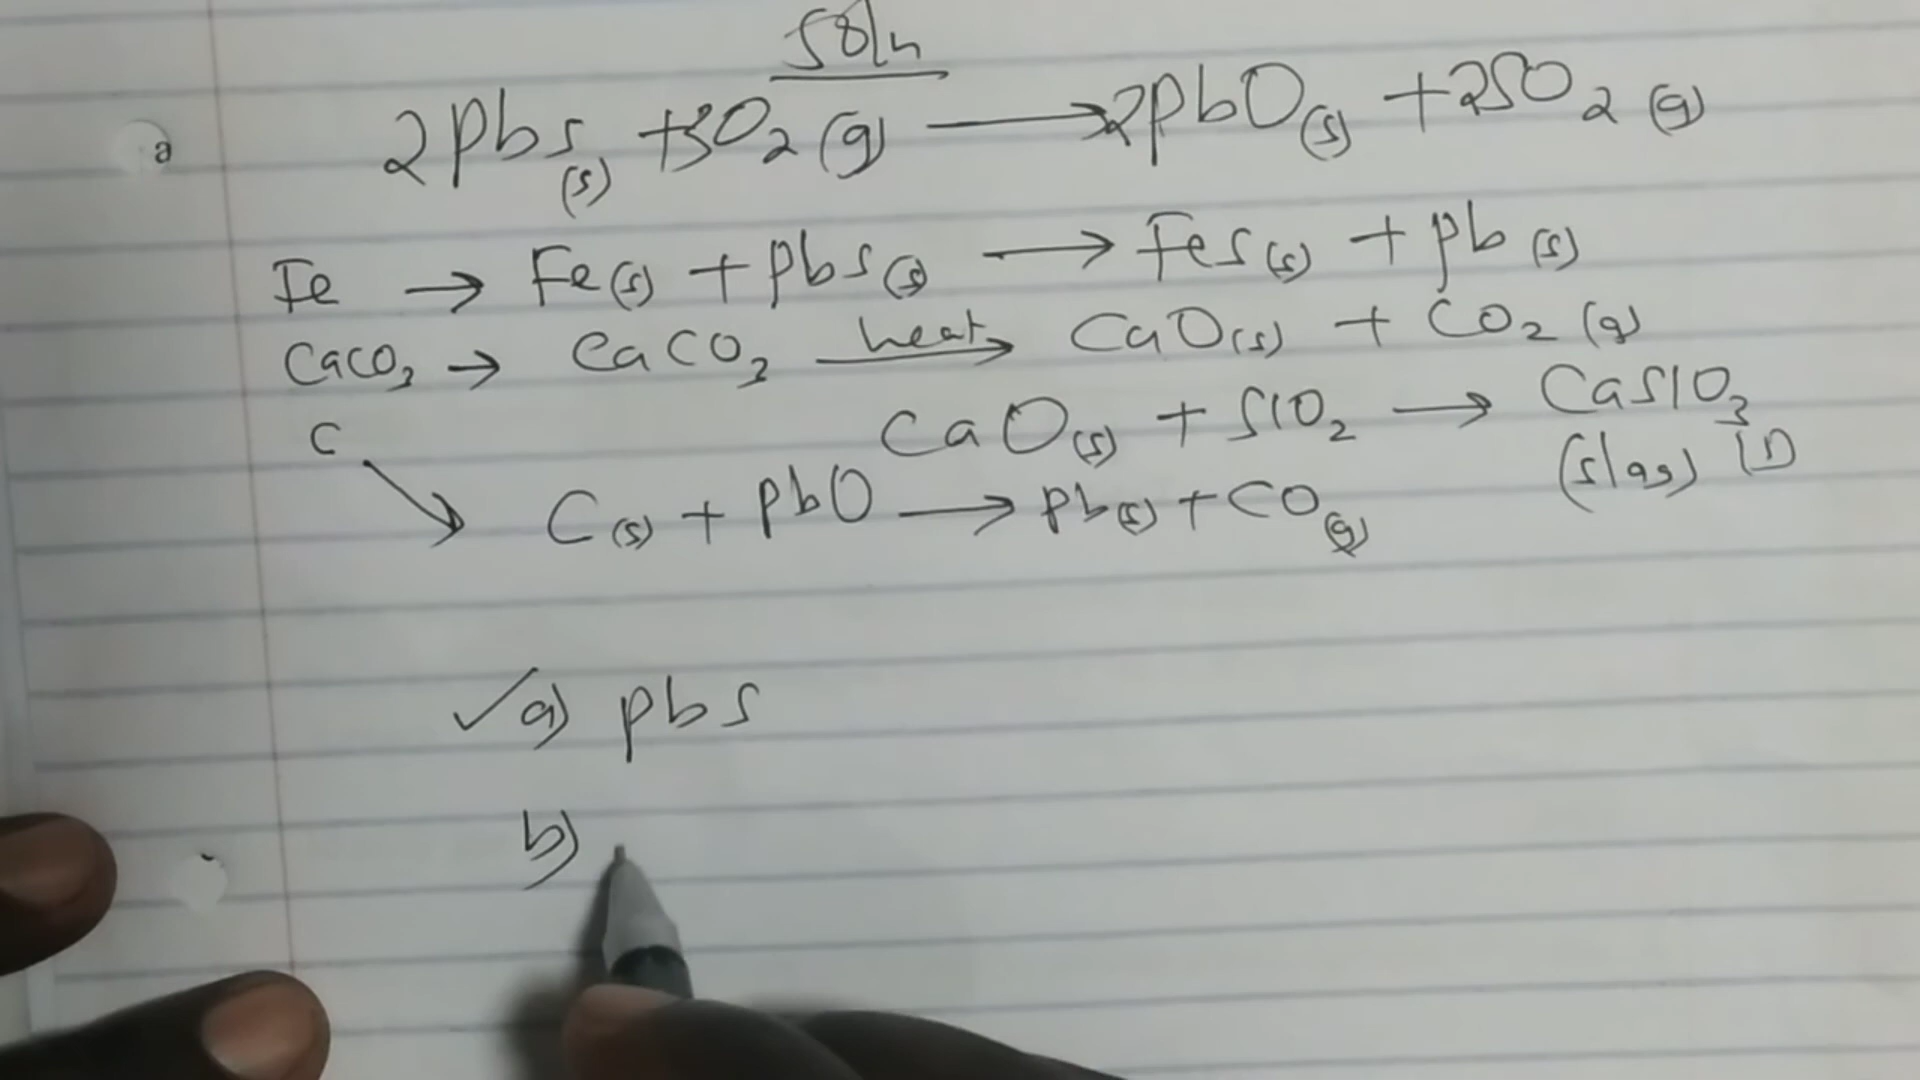 soln
a 2Pbs(s) +3O2(g) → 2PbO(s) +2SO2(g)
Fe → Fe(s) + Pbs(s) → Fes(s) + Pb(s)
CaCO3 → CaCO3 heat → CaO(s) + CO2(g)
CaO(s) + SiO2 → CaSiO3
(slag) (l)
C ↘ C(s) + PbO → Pb(s) + CO(g)
✓a) pbs
b)